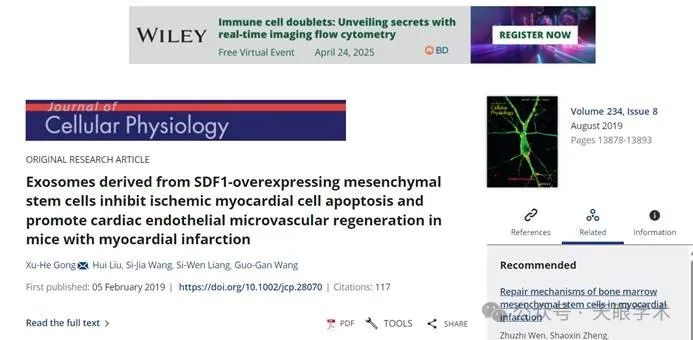 WILEY
Immune cell doublets: Unveiling secrets with
real-time imaging flow cytometry
Free Virtual Event April 24, 2025
BD
REGISTER NOW
Journal of
Cellular Physiology
ORIGINAL RESEARCH ARTICLE
Exosomes derived from SDF1-overexpressing mesenchymal
stem cells inhibit ischemic myocardial cell apoptosis and
promote cardiac endothelial microvascular regeneration in
mice with myocardial infarction
Xu-He Gong, Hui Liu, Si-Jia Wang, Si-Wen Liang, Guo-Gan Wang
First published: 05 February 2019 | https://doi.org/10.1002/jcp.28070 | Citations: 117
Read the full text >
PDF TOOLS SHARE
Cellular Physiology
Volume 234, Issue 8
August 2019
Pages 13878-13893
References Related Information
Recommended
Repair mechanisms of bone marrow
mesenchymal stem cells in myocardial
infarction
Zhuzhi Wen, Shaoxin Zheng,
公众号 · 天眼学术